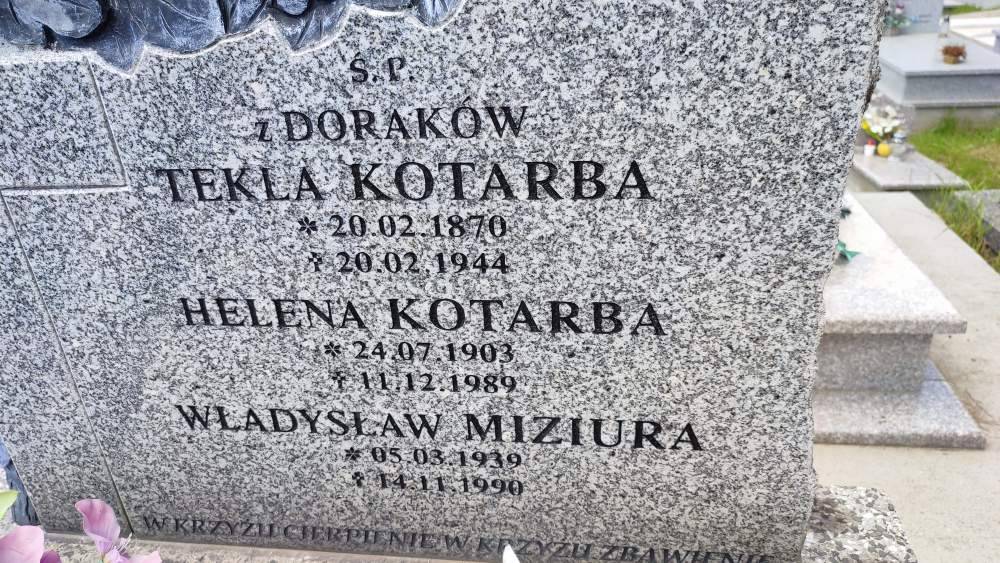 Ś. P.
z DORAKÓW
TEKLA KOTARBA
* 20.02.1870
✝ 20.02.1944
HELENA KOTARBA
* 24.07.1903
✝ 11.12.1989
WŁADYSŁAW MIZIURA
* 05.03.1939
✝ 14.11.1990
W KRZYŻU CIERPIENIE W KRZYŻU ZBAWIENIE